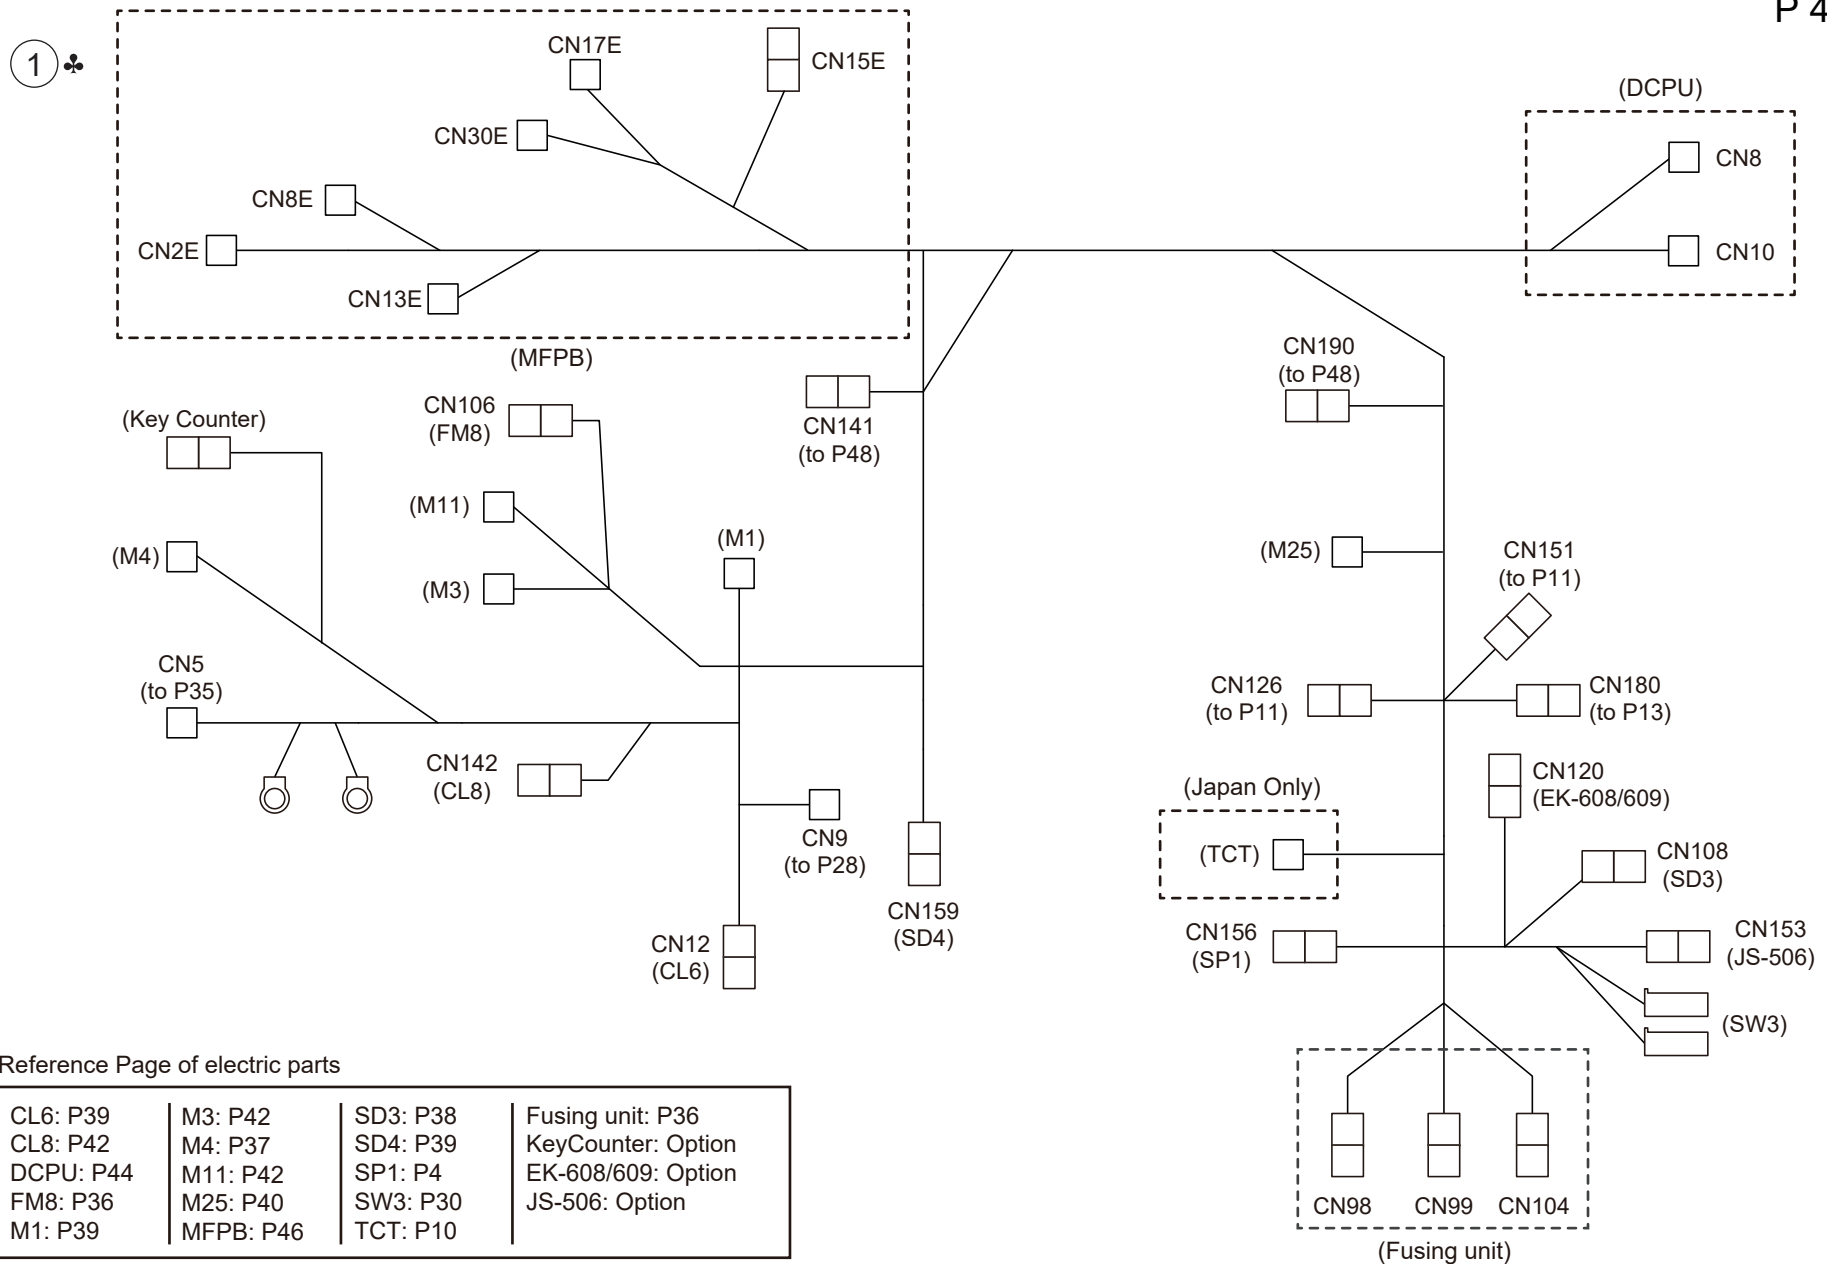 P 4
1 ♣
CN17E
CN15E
CN30E
CN8E
CN2E
CN13E
(MFPB)
(DCPU)
CN8
CN10
(Key Counter)
CN106
(FM8)
CN141
(to P48)
CN190
(to P48)
(M11)
(M4)
(M3)
(M1)
(M25)
CN151
(to P11)
CN5
(to P35)
CN126
(to P11)
CN180
(to P13)
CN142
(CL8)
CN9
(to P28)
(Japan Only)
(TCT)
CN120
(EK-608/609)
CN108
(SD3)
CN12
(CL6)
CN159
(SD4)
CN156
(SP1)
CN153
(JS-506)
(SW3)
CN98
CN99
CN104
(Fusing unit)
Reference Page of electric parts
CL6: P39
CL8: P42
DCPU: P44
FM8: P36
M1: P39
M3: P42
M4: P37
M11: P42
M25: P40
MFPB: P46
SD3: P38
SD4: P39
SP1: P4
SW3: P30
TCT: P10
Fusing unit: P36
KeyCounter: Option
EK-608/609: Option
JS-506: Option